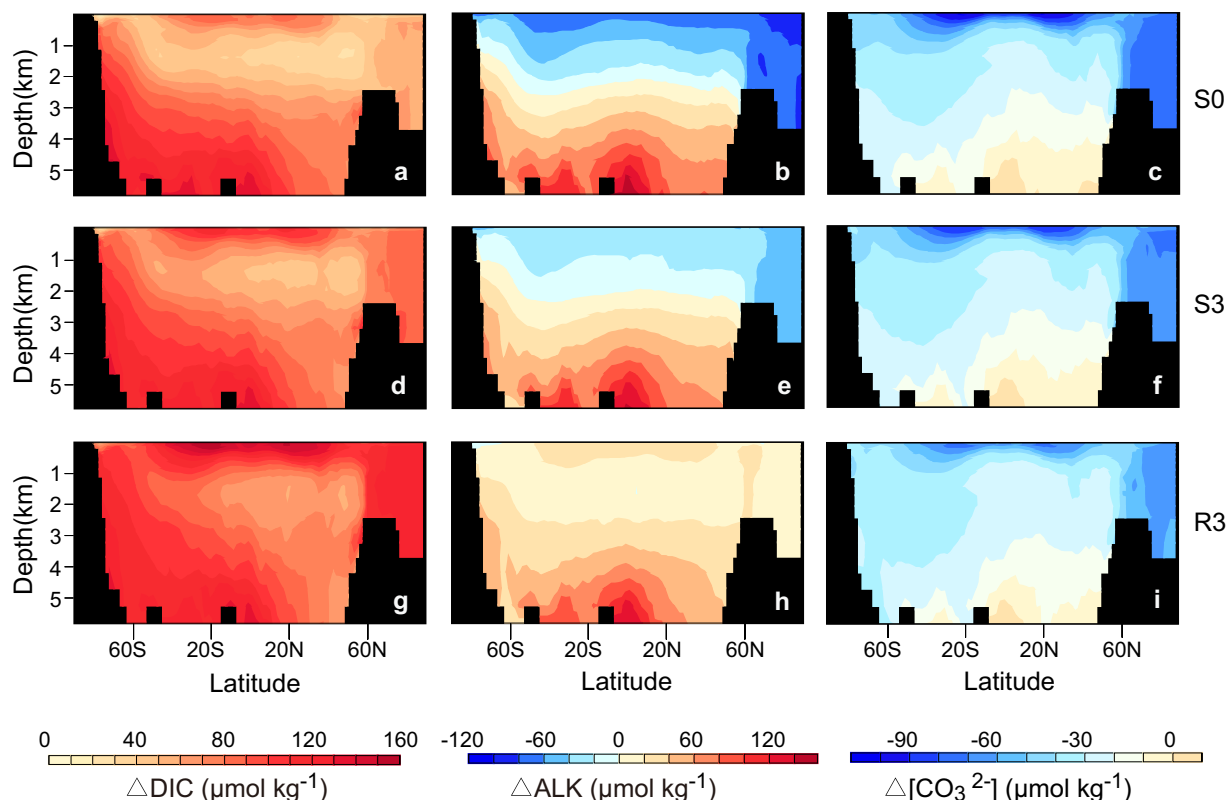 Depth(km)
1
2
3
4
5
a
b
c
S0
Depth(km)
1
2
3
4
5
d
e
f
S3
Depth(km)
1
2
3
4
5
g
h
i
R3
60S 20S 20N 60N
60S 20S 20N 60N
60S 20S 20N 60N
Latitude
Latitude
Latitude
0 40 80 120 160
-120 -60 0 60 120
-90 -60 -30 0
△DIC (μmol kg⁻¹)
△ALK (μmol kg⁻¹)
△[CO₃²⁻] (μmol kg⁻¹)